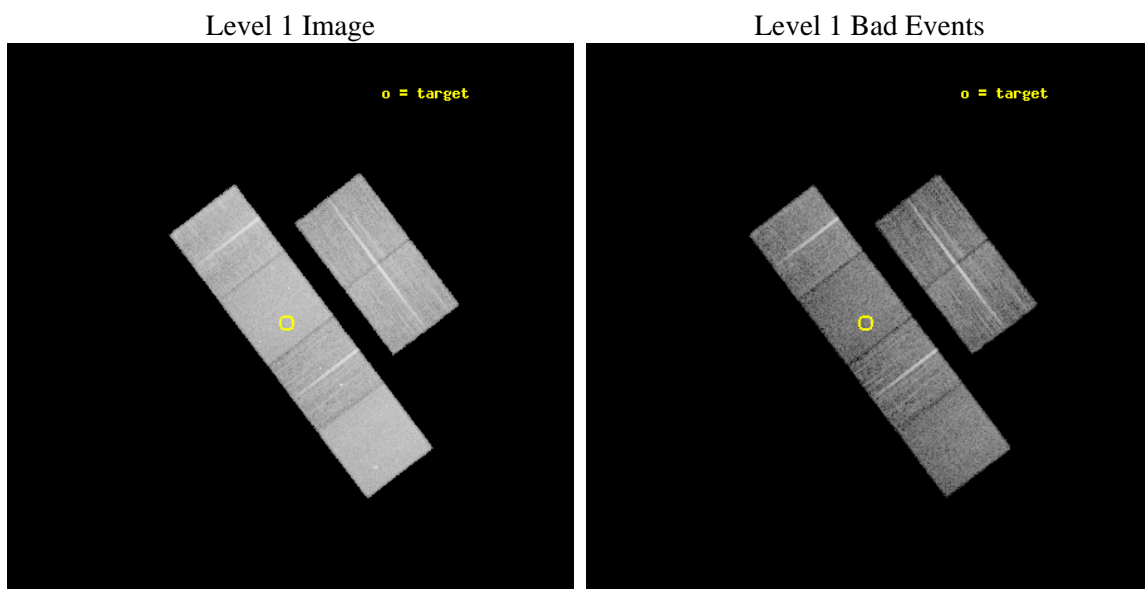 Level 1 Image
Level 1 Bad Events
o = target
o = target